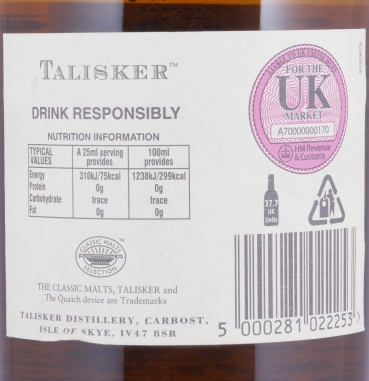 TALISKER™
DRINK RESPONSIBLY
NUTRITION INFORMATION
TYPICAL VALUES A 25ml serving provides 100ml provides
Energy 310kJ/75kcal 1238kJ/299kcal
Protein 0g 0g
Carbohydrate trace trace
Fat 0g 0g
CLASSIC MALTS
SELECTION
THE CLASSIC MALTS, TALISKER and
The Quaich device are Trademarks
TALISKER DISTILLERY, CARBOST,
ISLE OF SKYE, IV47 8SR
FOR THE
UK
MARKET
A70000000170
HM Revenue
& Customs
37.7
UK
Units
5 000281 022253 >